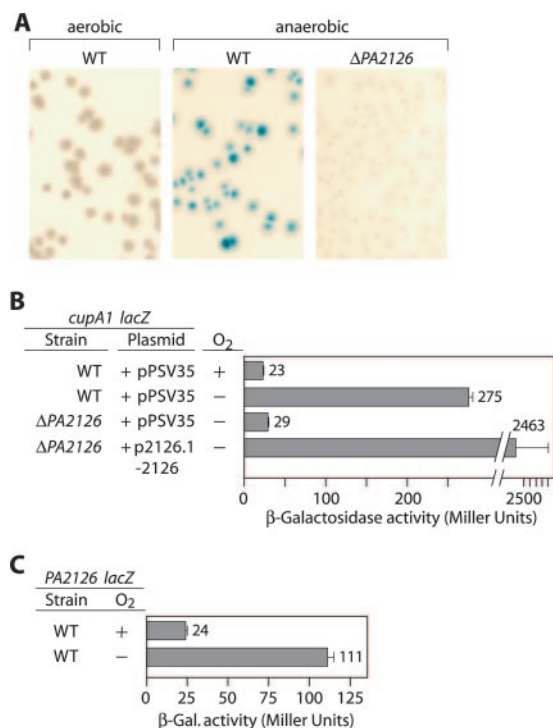 A
aerobic anaerobic
WT WT ΔPA2126
B
cupA1 lacZ
Strain Plasmid O2
WT + pPSV35 + 23
WT + pPSV35 − 275
ΔPA2126 + pPSV35 − 29
ΔPA2126 + p2126.1 − 2463
-2126
0 100 200 2500
β-Galactosidase activity (Miller Units)
C
PA2126 lacZ
Strain O2
WT + 24
WT − 111
0 25 50 75 100 125
β-Gal. activity (Miller Units)